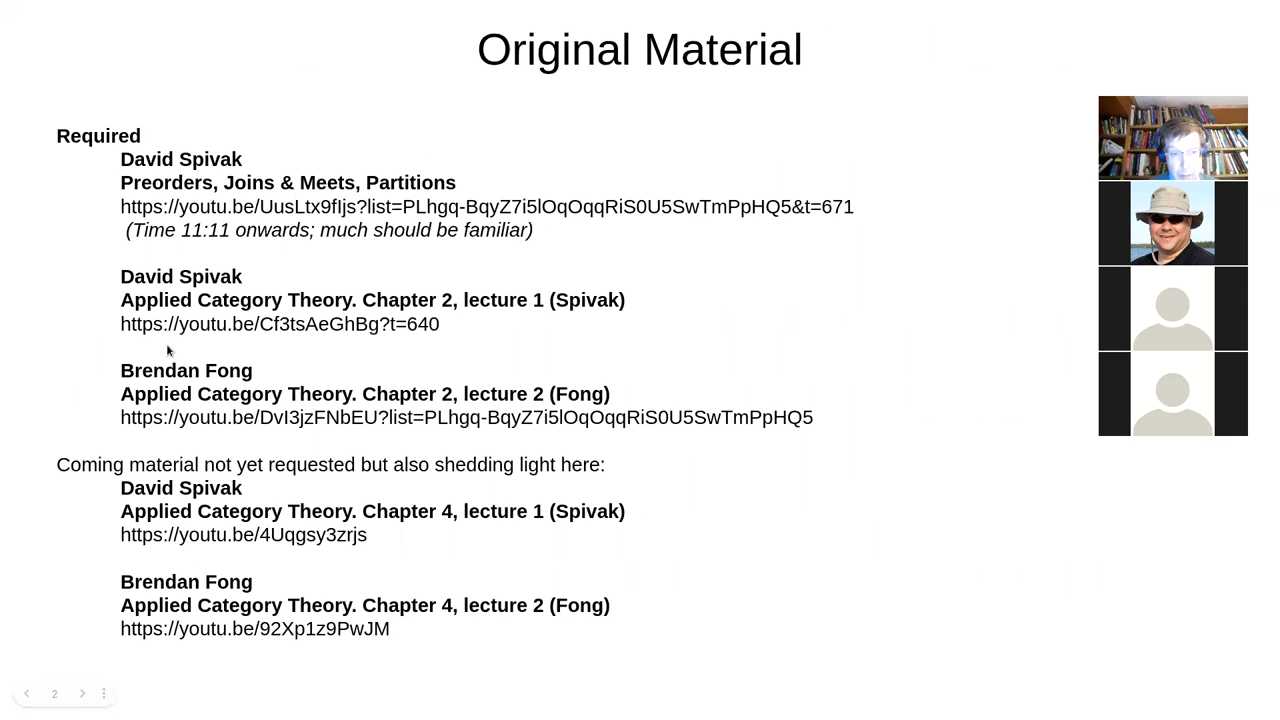 Original Material
Required
David Spivak
Preorders, Joins & Meets, Partitions
https://youtu.be/UusLtx9fIjs?list=PLhgq-BqyZ7i5lOqOqqRiS0U5SwTmPpHQ5&t=671
(Time 11:11 onwards; much should be familiar)
David Spivak
Applied Category Theory. Chapter 2, lecture 1 (Spivak)
https://youtu.be/Cf3tsAeGhBg?t=640
Brendan Fong
Applied Category Theory. Chapter 2, lecture 2 (Fong)
https://youtu.be/DvI3jzFNbEU?list=PLhgq-BqyZ7i5lOqOqqRiS0U5SwTmPpHQ5
Coming material not yet requested but also shedding light here:
David Spivak
Applied Category Theory. Chapter 4, lecture 1 (Spivak)
https://youtu.be/4Uqgsy3zrjs
Brendan Fong
Applied Category Theory. Chapter 4, lecture 2 (Fong)
https://youtu.be/92Xp1z9PwJM
2